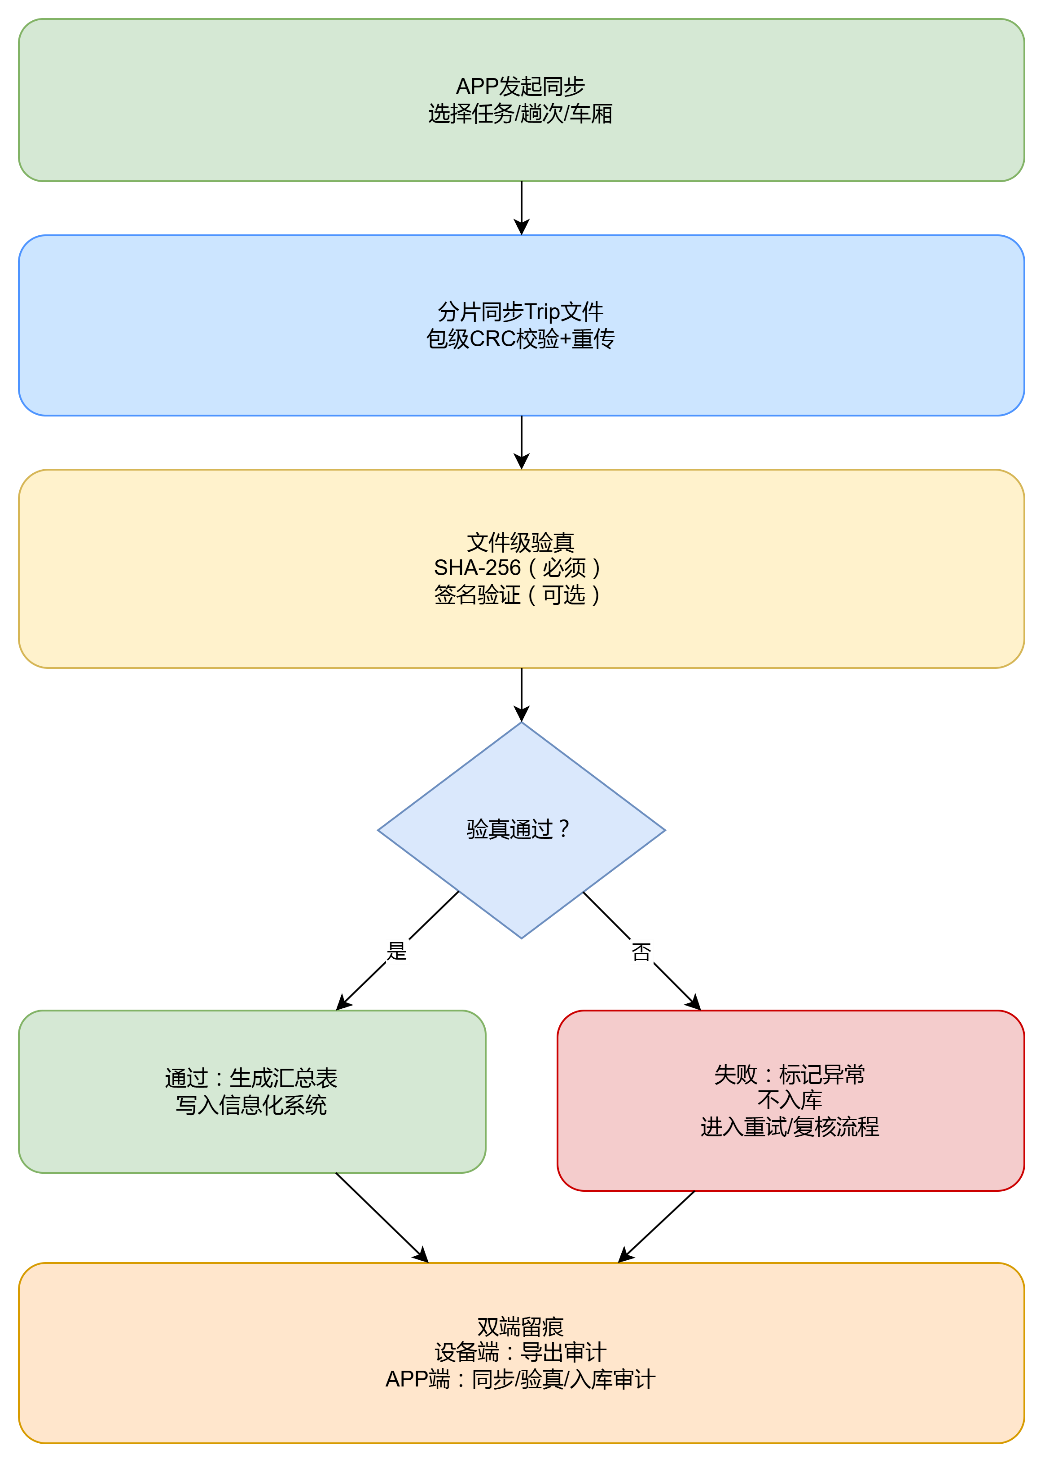 APP发起同步
选择任务/趟次/车厢
分片同步Trip文件
包级CRC校验+重传
文件级验真
SHA-256（必须）
签名验证（可选）
验真通过？
是
否
通过：生成汇总表
写入信息化系统
失败：标记异常
不入库
进入重试/复核流程
双端留痕
设备端：导出审计
APP端：同步/验真/入库审计